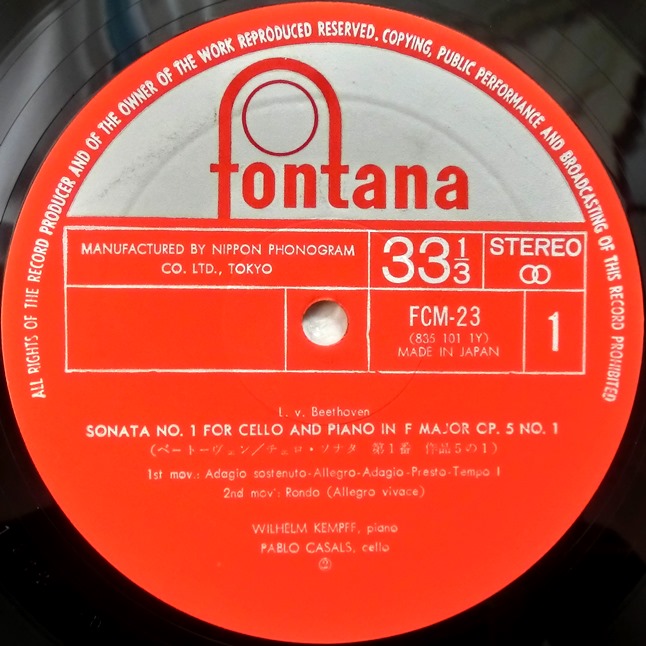 ALL RIGHTS OF THE RECORD PRODUCER AND OF THE OWNER OF THE WORK REPRODUCED RESERVED. COPYING, PUBLIC PERFORMANCE AND BROADCASTING OF THIS RECORD PROHIBITED
fontana
MANUFACTURED BY NIPPON PHONOGRAM
CO. LTD., TOKYO
33 1/3
STEREO
FCM-23
(835 101 1Y)
MADE IN JAPAN
1
L. v. Beethoven
SONATA NO. 1 FOR CELLO AND PIANO IN F MAJOR OP. 5 NO. 1
(ベートーヴェン/チェロ・ソナタ 第1番 作品5の1)
1st mov.: Adagio sostenuto-Allegro-Adagio-Presto-Tempo I
2nd mov.: Rondo (Allegro vivace)
WILHELM KEMPFF, piano
PABLO CASALS, cello